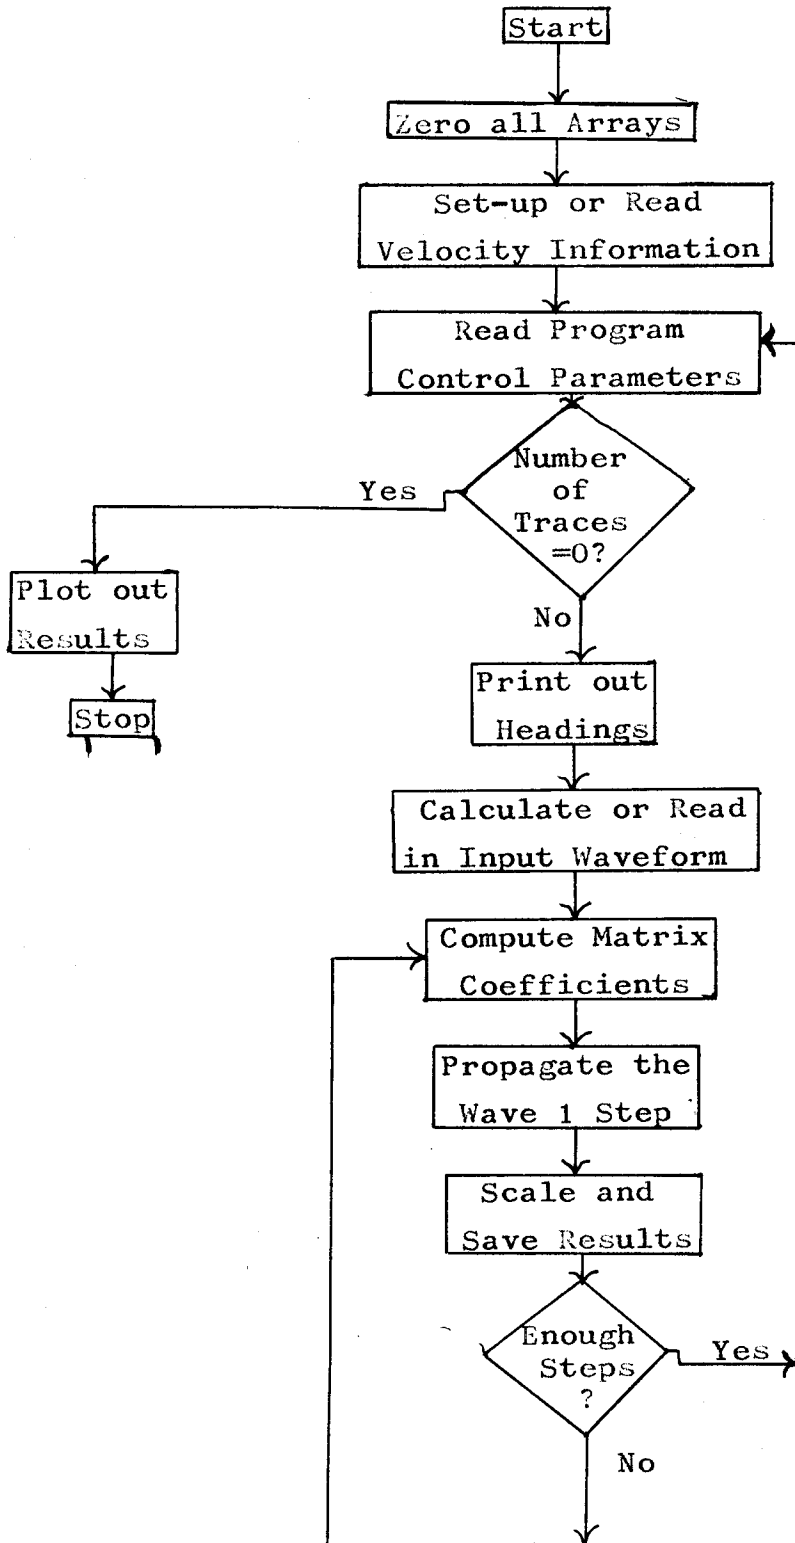 Start
Zero all Arrays
Set-up or Read
Velocity Information
Read Program
Control Parameters
Number
of
Traces
=0?
Yes
Plot out
Results
Stop
No
Print out
Headings
Calculate or Read
in Input Waveform
Compute Matrix
Coefficients
Propagate the
Wave 1 Step
Scale and
Save Results
Enough
Steps
?
Yes
No